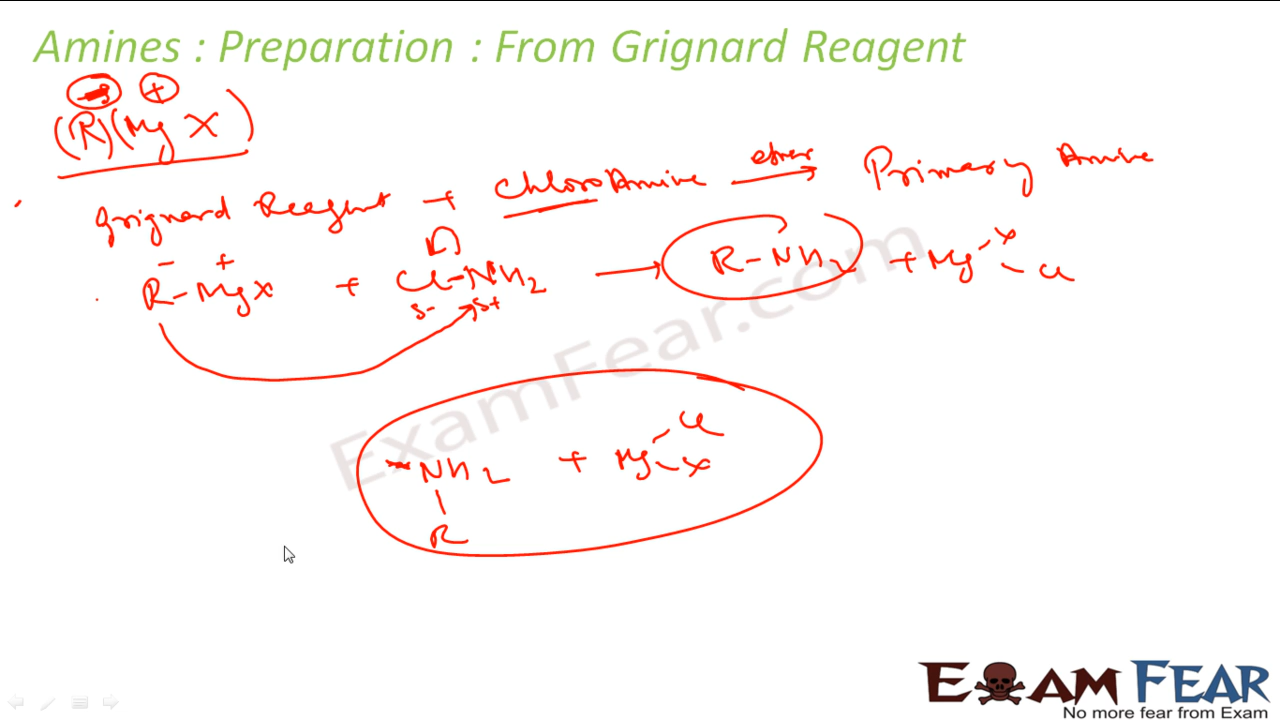 Amines : Preparation : From Grignard Reagent
⊖ ⊕
(R)(Mg X)
Grignard Reagent + ChloroAmine ether → Primary Amine
- +
R-Mgx + Cl-NH2 → R-NH2 + Mg-x
-Cl
δ- δ+
ExamFear.com
Cl
NH2 + Mg
X
R
EXAM FEAR
No more fear from Exam